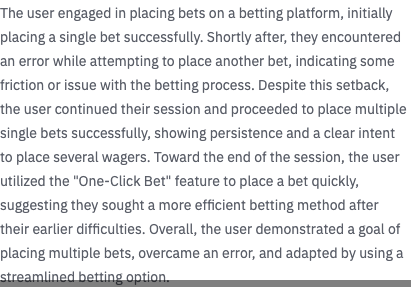 The user engaged in placing bets on a betting platform, initially
placing a single bet successfully. Shortly after, they encountered
an error while attempting to place another bet, indicating some
friction or issue with the betting process. Despite this setback,
the user continued their session and proceeded to place multiple
single bets successfully, showing persistence and a clear intent
to place several wagers. Toward the end of the session, the user
utilized the "One-Click Bet" feature to place a bet quickly,
suggesting they sought a more efficient betting method after
their earlier difficulties. Overall, the user demonstrated a goal of
placing multiple bets, overcame an error, and adapted by using a
streamlined betting option.